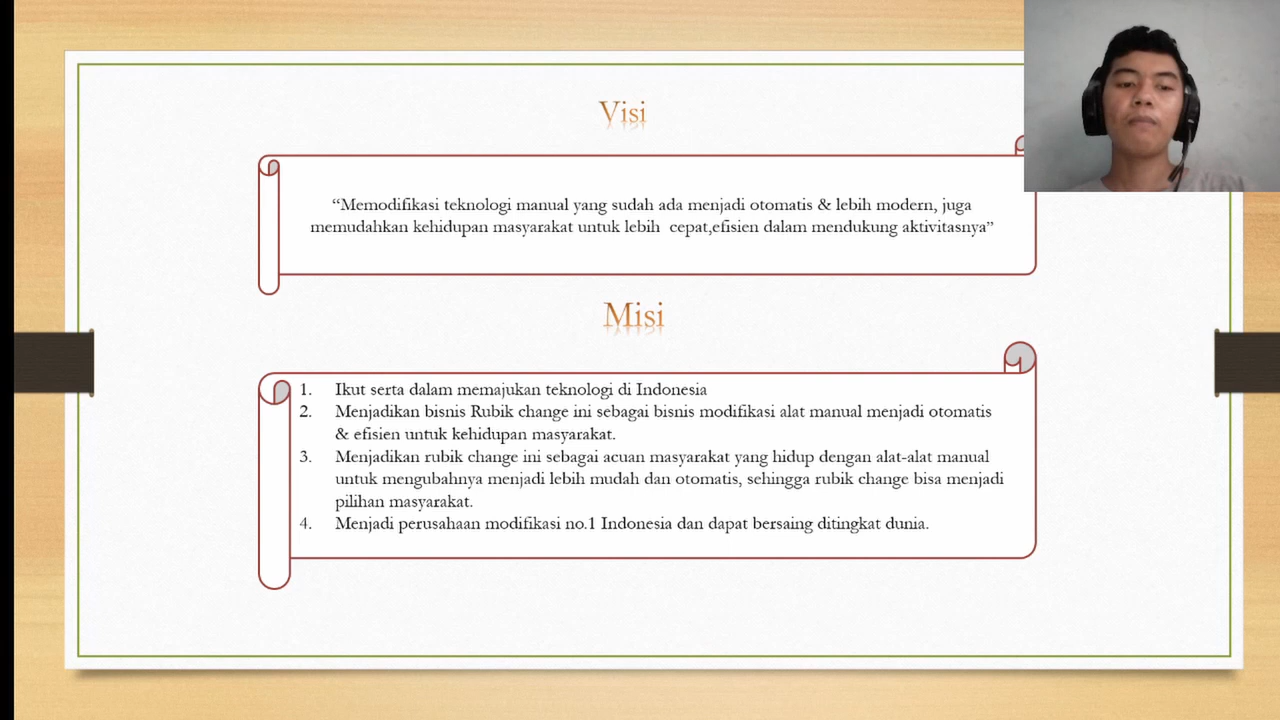 Visi
“Memodifikasi teknologi manual yang sudah ada menjadi otomatis & lebih modern, juga
memudahkan kehidupan masyarakat untuk lebih  cepat,efisien dalam mendukung aktivitasnya”
Misi
1. Ikut serta dalam memajukan teknologi di Indonesia
2. Menjadikan bisnis Rubik change ini sebagai bisnis modifikasi alat manual menjadi otomatis
& efisien untuk kehidupan masyarakat.
3. Menjadikan rubik change ini sebagai acuan masyarakat yang hidup dengan alat-alat manual
untuk mengubahnya menjadi lebih mudah dan otomatis, sehingga rubik change bisa menjadi
pilihan masyarakat.
4. Menjadi perusahaan modifikasi no.1 Indonesia dan dapat bersaing ditingkat dunia.